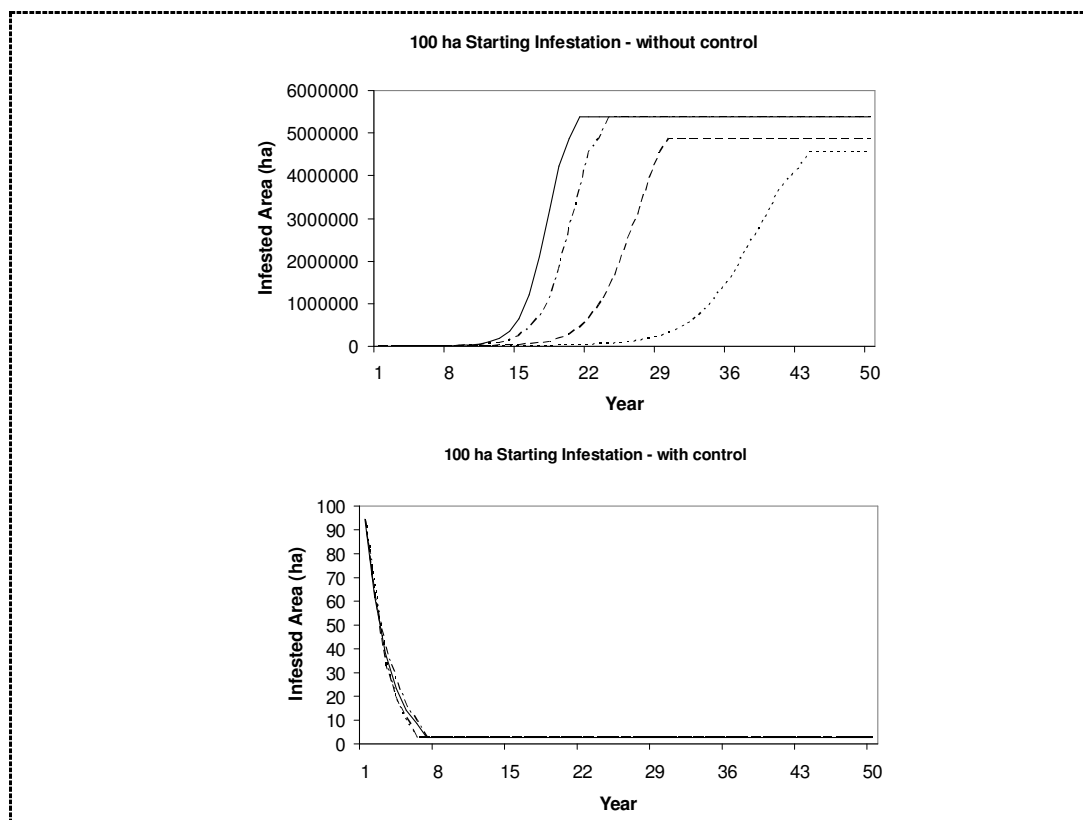 100 ha Starting Infestation - without control
6000000
5000000
4000000
3000000
2000000
1000000
0
Infested Area (ha)
1 8 15 22 29 36 43 50
Year
100 ha Starting Infestation - with control
100
90
80
70
60
50
40
30
20
10
0
Infested Area (ha)
1 8 15 22 29 36 43 50
Year